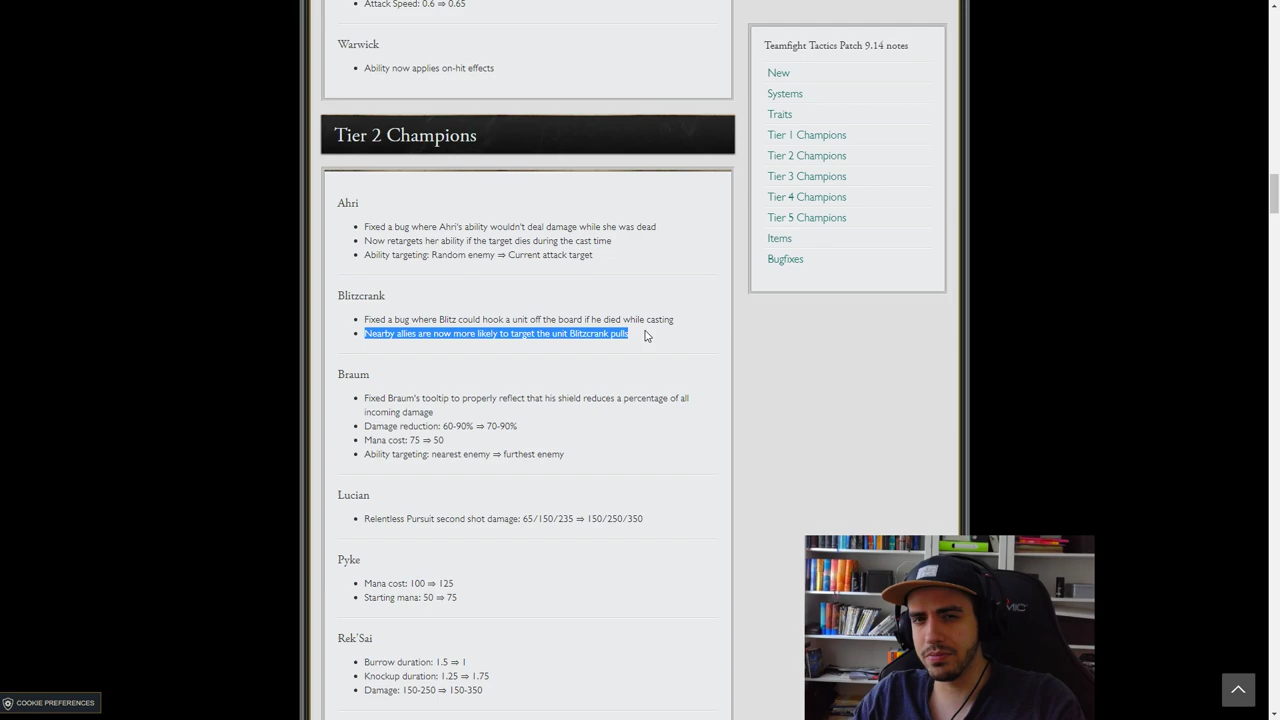 Attack Speed: 0.6 ⇒ 0.65
Warwick
Ability now applies on-hit effects
Tier 2 Champions
Ahri
Fixed a bug where Ahri's ability wouldn't deal damage while she was dead
Now retargets her ability if the target dies during the cast time
Ability targeting: Random enemy ⇒ Current attack target
Blitzcrank
Fixed a bug where Blitz could hook a unit off the board if he died while casting
Nearby allies are now more likely to target the unit Blitzcrank pulls
Braum
Fixed Braum's tooltip to properly reflect that his shield reduces a percentage of all
incoming damage
Damage reduction: 60-90% ⇒ 70-90%
Mana cost: 75 ⇒ 50
Ability targeting: nearest enemy ⇒ furthest enemy
Lucian
Relentless Pursuit second shot damage: 65/150/235 ⇒ 150/250/350
Pyke
Mana cost: 100 ⇒ 125
Starting mana: 50 ⇒ 75
Rek'Sai
Burrow duration: 1.5 ⇒ 1
Knockup duration: 1.25 ⇒ 1.75
Damage: 150-250 ⇒ 150-350
Teamfight Tactics Patch 9.14 notes
New
Systems
Traits
Tier 1 Champions
Tier 2 Champions
Tier 3 Champions
Tier 4 Champions
Tier 5 Champions
Items
Bugfixes
COOKIE PREFERENCES